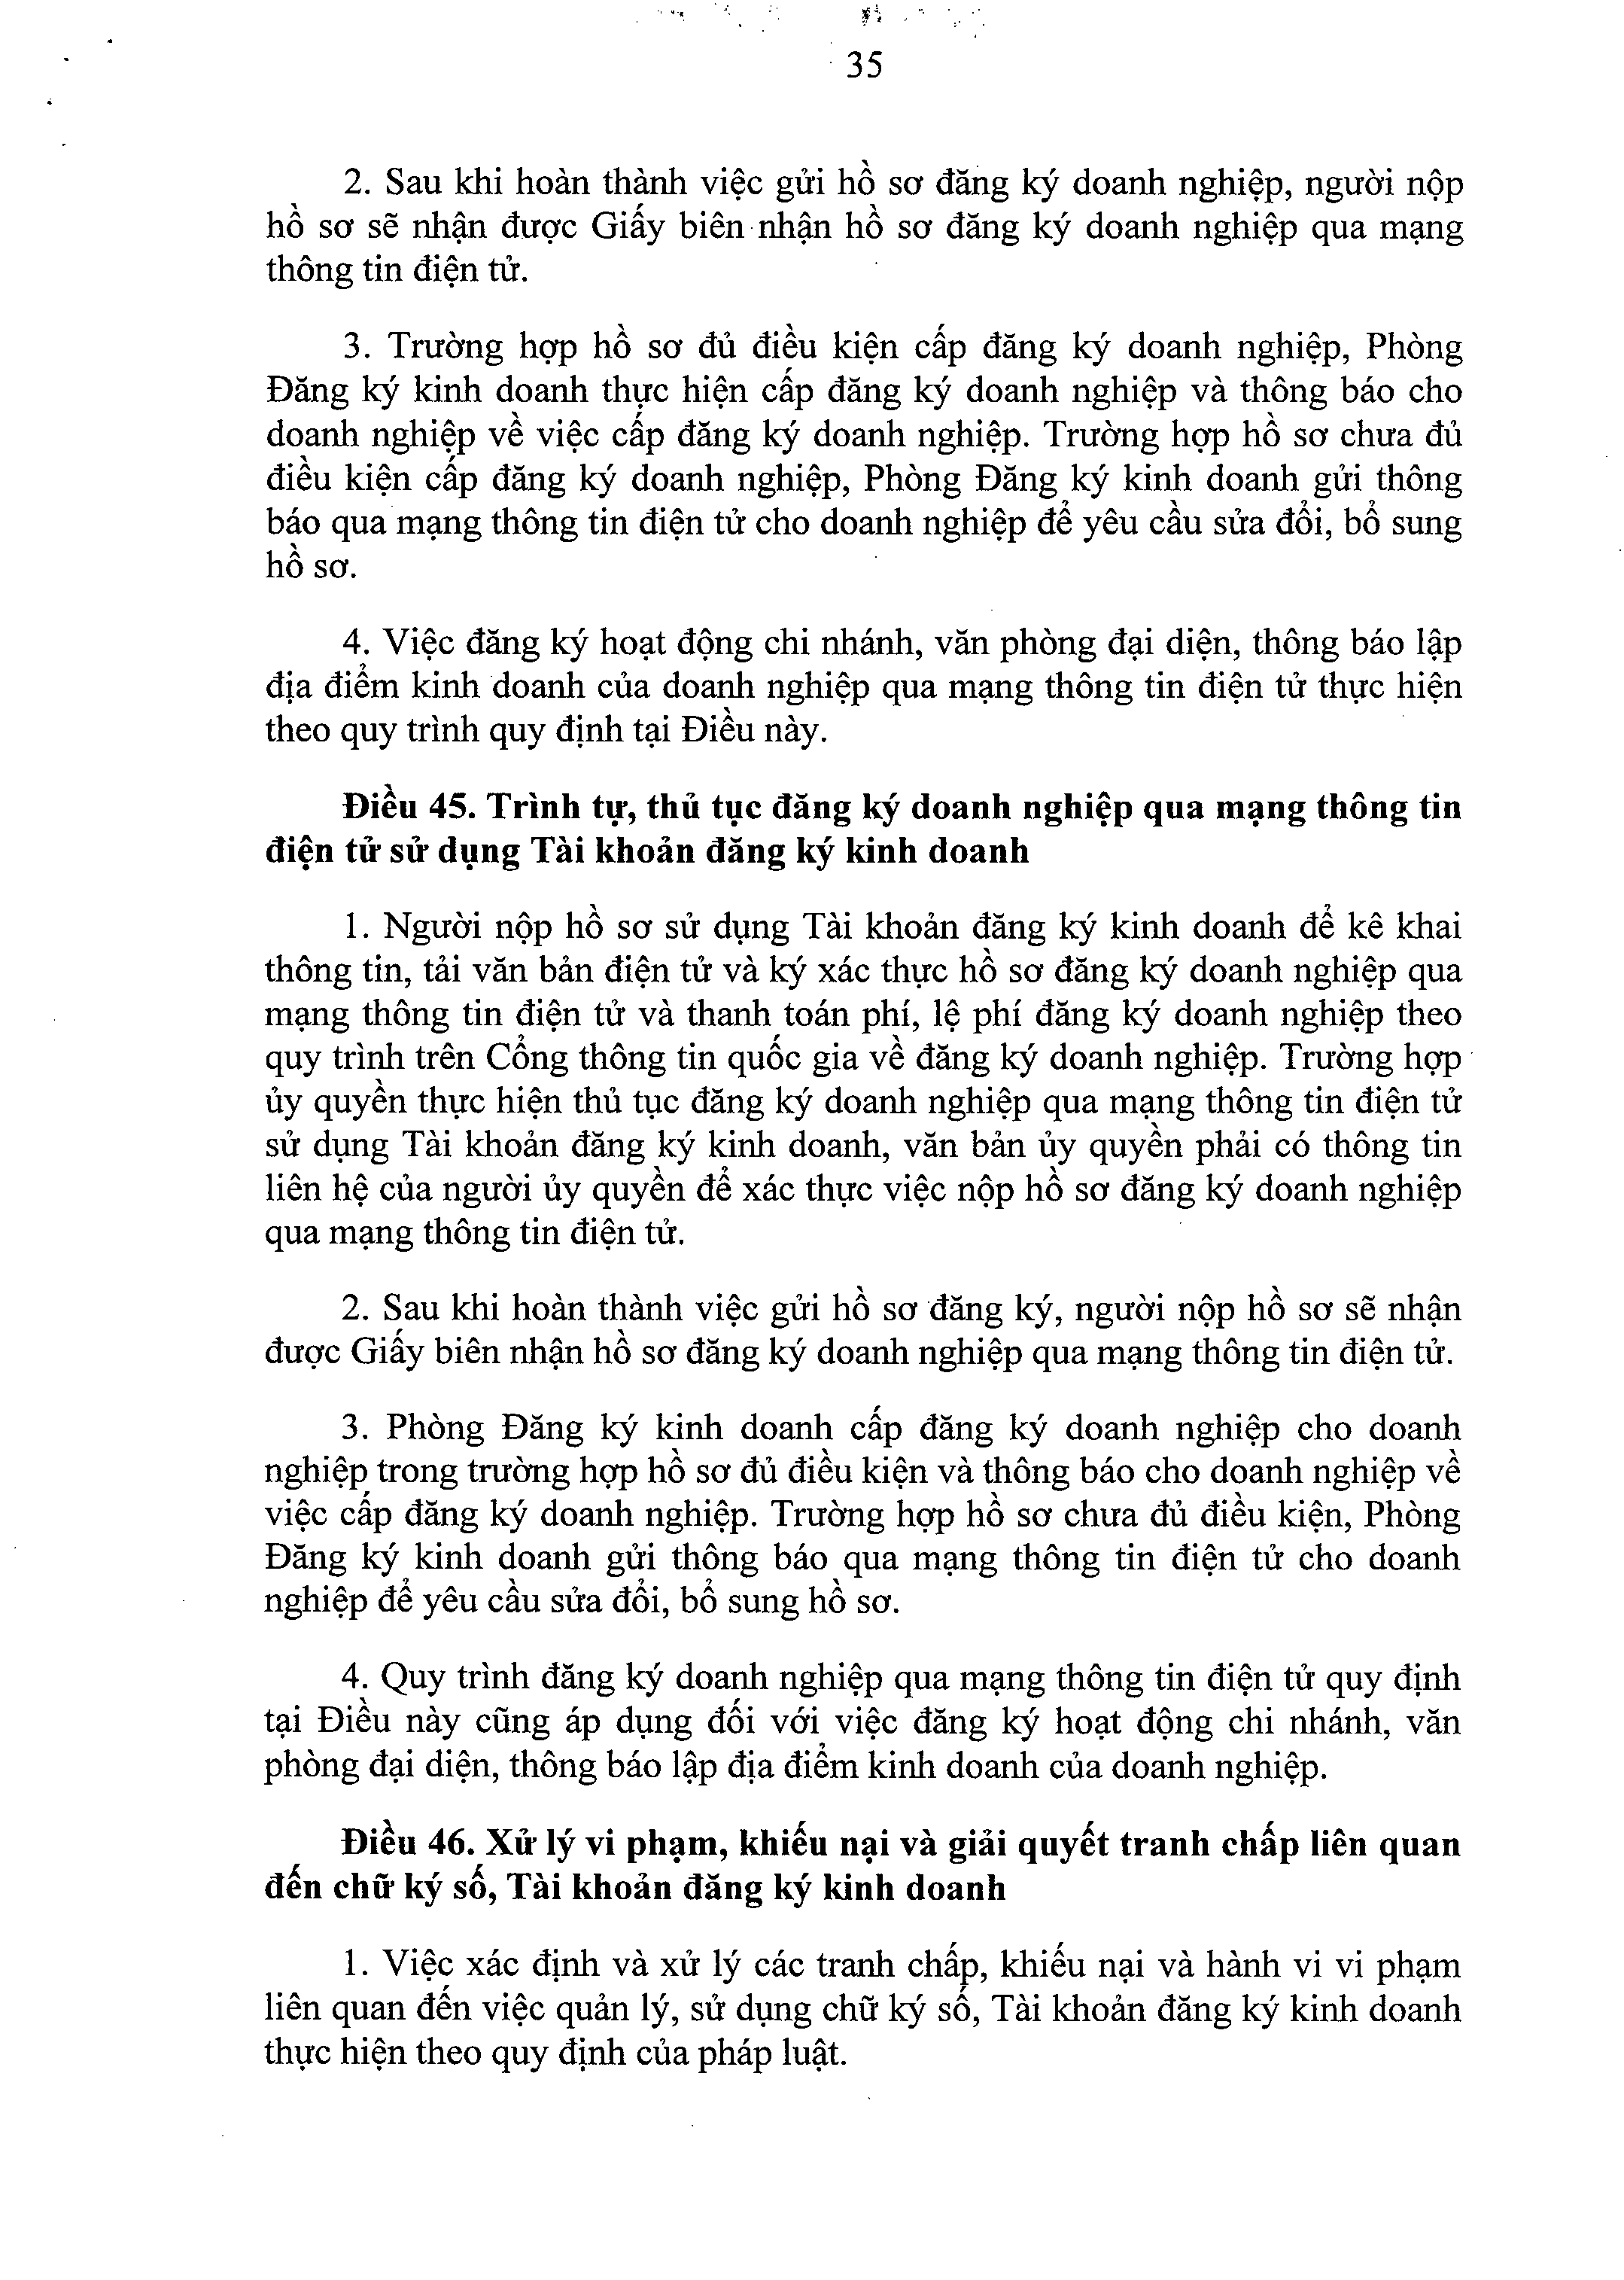 35
2. Sau khi hoàn thành việc gửi hồ sơ đăng ký doanh nghiệp, người nộp
hồ sơ sẽ nhận được Giấy biên nhận hồ sơ đăng ký doanh nghiệp qua mạng
thông tin điện tử.
3. Trường hợp hồ sơ đủ điều kiện cấp đăng ký doanh nghiệp, Phòng
Đăng ký kinh doanh thực hiện cấp đăng ký doanh nghiệp và thông báo cho
doanh nghiệp về việc cấp đăng ký doanh nghiệp. Trường hợp hồ sơ chưa đủ
điều kiện cấp đăng ký doanh nghiệp, Phòng Đăng ký kinh doanh gửi thông
báo qua mạng thông tin điện tử cho doanh nghiệp để yêu cầu sửa đổi, bổ sung
hồ sơ.
4. Việc đăng ký hoạt động chi nhánh, văn phòng đại diện, thông báo lập
địa điểm kinh doanh của doanh nghiệp qua mạng thông tin điện tử thực hiện
theo quy trình quy định tại Điều này.
Điều 45. Trình tự, thủ tục đăng ký doanh nghiệp qua mạng thông tin
điện tử sử dụng Tài khoản đăng ký kinh doanh
1. Người nộp hồ sơ sử dụng Tài khoản đăng ký kinh doanh để kê khai
thông tin, tải văn bản điện tử và ký xác thực hồ sơ đăng ký doanh nghiệp qua
mạng thông tin điện tử và thanh toán phí, lệ phí đăng ký doanh nghiệp theo
quy trình trên Cổng thông tin quốc gia về đăng ký doanh nghiệp. Trường hợp
ủy quyền thực hiện thủ tục đăng ký doanh nghiệp qua mạng thông tin điện tử
sử dụng Tài khoản đăng ký kinh doanh, văn bản ủy quyền phải có thông tin
liên hệ của người ủy quyền để xác thực việc nộp hồ sơ đăng ký doanh nghiệp
qua mạng thông tin điện tử.
2. Sau khi hoàn thành việc gửi hồ sơ đăng ký, người nộp hồ sơ sẽ nhận
được Giấy biên nhận hồ sơ đăng ký doanh nghiệp qua mạng thông tin điện tử.
3. Phòng Đăng ký kinh doanh cấp đăng ký doanh nghiệp cho doanh
nghiệp trong trường hợp hồ sơ đủ điều kiện và thông báo cho doanh nghiệp về
việc cấp đăng ký doanh nghiệp. Trường hợp hồ sơ chưa đủ điều kiện, Phòng
Đăng ký kinh doanh gửi thông báo qua mạng thông tin điện tử cho doanh
nghiệp để yêu cầu sửa đổi, bổ sung hồ sơ.
4. Quy trình đăng ký doanh nghiệp qua mạng thông tin điện tử quy định
tại Điều này cũng áp dụng đối với việc đăng ký hoạt động chi nhánh, văn
phòng đại diện, thông báo lập địa điểm kinh doanh của doanh nghiệp.
Điều 46. Xử lý vi phạm, khiếu nại và giải quyết tranh chấp liên quan
đến chữ ký số, Tài khoản đăng ký kinh doanh
1. Việc xác định và xử lý các tranh chấp, khiếu nại và hành vi vi phạm
liên quan đến việc quản lý, sử dụng chữ ký số, Tài khoản đăng ký kinh doanh
thực hiện theo quy định của pháp luật.